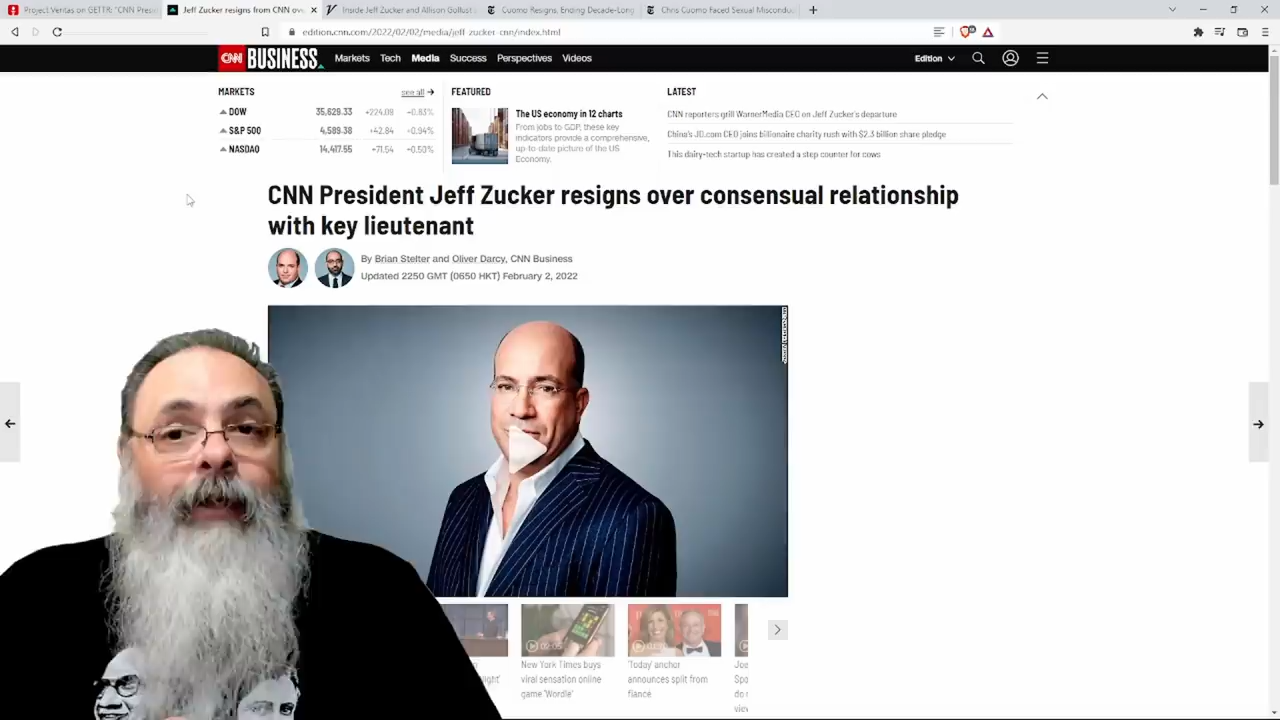 Project Veritas on GETTR: "CNN Presi
Jeff Zucker resigns from CNN ove
Inside Jeff Zucker and Allison Gollust'
Cuomo Resigns, Ending Decade-Long
Chris Cuomo Faced Sexual Misconduc
edition.cnn.com/2022/02/02/media/jeff-zucker-cnn/index.html
CNN BUSINESS
Markets Tech Media Success Perspectives Videos
Edition
MARKETS
see all
DOW 35,629.33 +224.09 +0.63%
S&P 500 4,589.38 +42.84 +0.94%
NASDAQ 14,417.55 +71.54 +0.50%
FEATURED
The US economy in 12 charts
From jobs to GDP, these key
indicators provide a comprehensive,
up-to-date picture of the US
Economy.
LATEST
CNN reporters grill WarnerMedia CEO on Jeff Zucker's departure
China's JD.com CEO joins billionaire charity rush with $2.3 billion share pledge
This dairy-tech startup has created a step counter for cows
CNN President Jeff Zucker resigns over consensual relationship
with key lieutenant
By Brian Stelter and Oliver Darcy, CNN Business
Updated 2250 GMT (0650 HKT) February 2, 2022
night'
02:05
New York Times buys
viral sensation online
game 'Wordle'
'Today' anchor
announces split from
fiance
Joe
Spo
do n
view